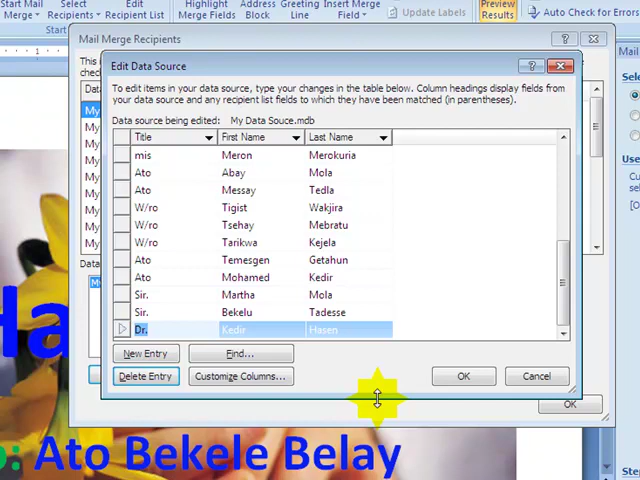 Start Mail Merge
Select Recipients
Edit Recipient List
Highlight Merge Fields
Address Block
Greeting Line
Insert Merge Field
Update Labels
Preview Results
Auto Check for Errors
Mail Merge Recipients
Mail
Edit Data Source
To edit items in your data source, type your changes in the table below. Column headings display fields from
your data source and any recipient list fields to which they have been matched (in parentheses).
Data source being edited: My Data Souce.mdb
Title First Name Last Name
mis Meron Merokuria
Ato Abay Mola
Ato Messay Tedla
W/ro Tigist Wakjira
W/ro Tsehay Mebratu
W/ro Tarikwa Kejela
Ato Temesgen Getahun
Ato Mohamed Kedir
Sir. Martha Mola
Sir. Bekelu Tadesse
Dr. Kedir Hasen
New Entry Find...
Delete Entry Customize Columns... OK Cancel
OK
Ha
: Ato Bekele Belay